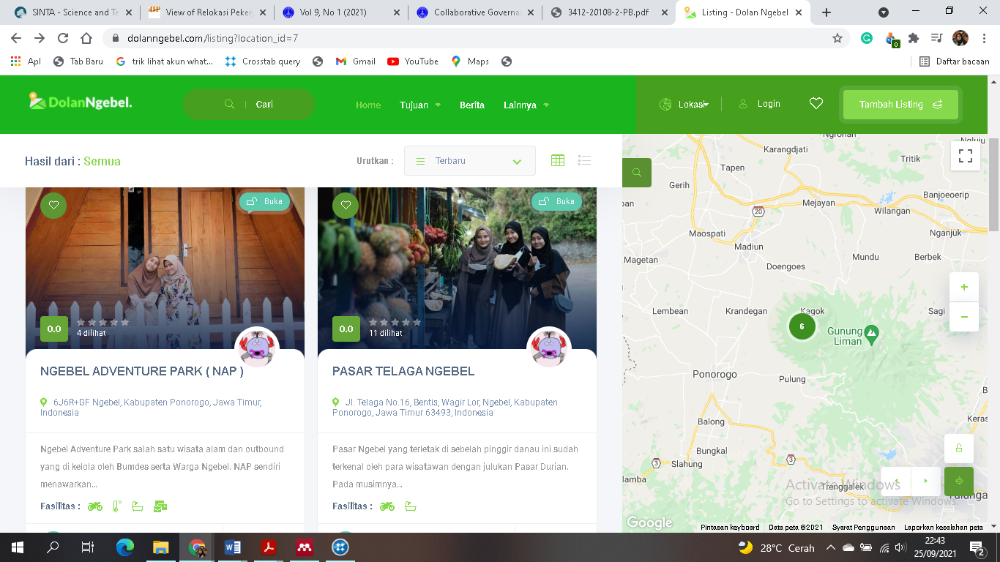 SINTA - Science and Te
View of Relokasi Pekerj
Vol 9, No 1 (2021)
Collaborative Governan
3412-20108-2-PB.pdf
Listing - Dolan Ngebel
dolanngebel.com/listing?location_id=7
Apl
Tab Baru
trik lihat akun what...
Crosstab query
Gmail
YouTube
Maps
Daftar bacaan
DolanNgebel.
Cari
Home
Tujuan
Berita
Lainnya
Lokasi
Login
Tambah Listing
Hasil dari : Semua
Urutkan :
Terbaru
Buka
0.0
4 dilihat
NGEBEL ADVENTURE PARK ( NAP )
6J6R+GF Ngebel, Kabupaten Ponorogo, Jawa Timur,
Indonesia
Ngebel Adventure Park salah satu wisata alam dan outbound
yang di kelola oleh Bumdes serta Warga Ngebel. NAP sendiri
menawarkan...
Fasilitas :
Buka
0.0
11 dilihat
PASAR TELAGA NGEBEL
Jl. Telaga No.16, Bentis, Wagir Lor, Ngebel, Kabupaten
Ponorogo, Jawa Timur 63493, Indonesia
Pasar Ngebel yang terletak di sebelah pinggir danau ini sudah
terkenal oleh para wisatawan dengan julukan Pasar Durian.
Pada musimnya...
Fasilitas :
Ngrohan
Ngluju
Karangdjati
Tritik
Tapen
Gerih
Banjoeoerip
Mejayan
Wilangan
20
Maospati
Nganjuk
Madiun
Magetan
Mundu
Berbek
Doengoes
Lembean
Krandegan
Kagok
Sagi
6
Gunung
Liman
Ponorogo
Pulung
Balong
Keras
Bungkal
3
Slahung
3
Trenggalek
Activate Windows
Go to Settings to activate Windows.
Google
Pintasan keyboard
Data peta ©2021
Syarat Penggunaan
Laporkan kesalahan peta
0
28°C Cerah
22:43
25/09/2021
2